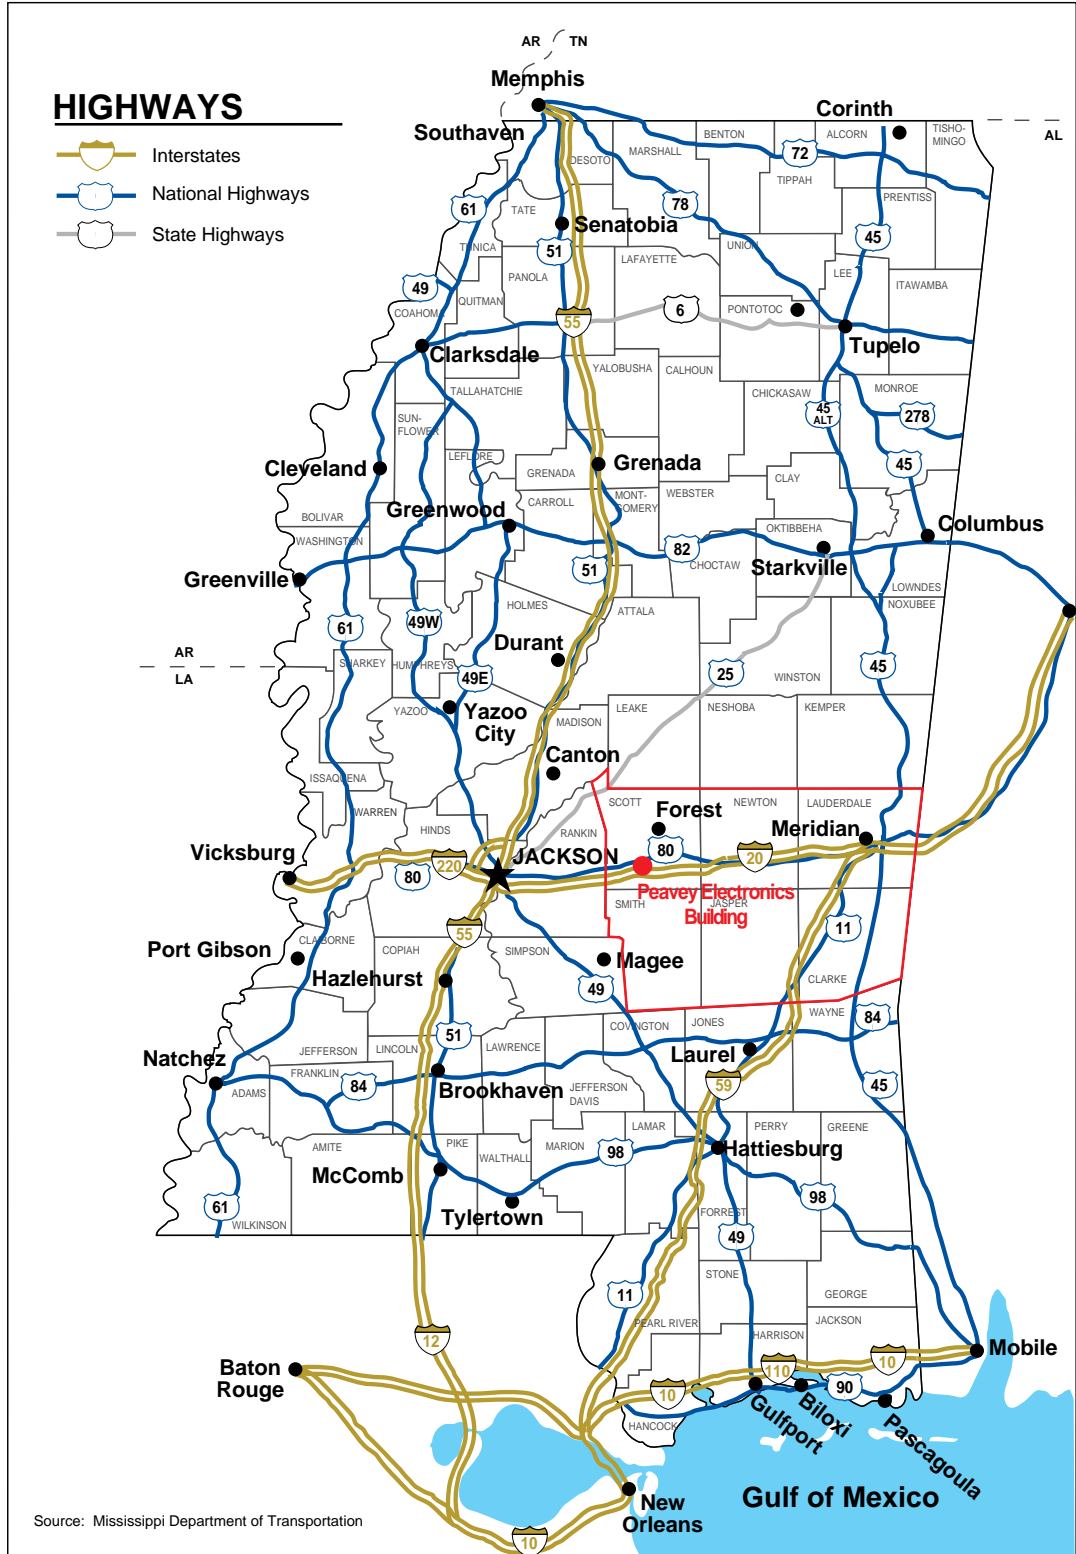 AR
TN
Memphis
HIGHWAYS
Corinth
Southaven
BENTON
ALCORN
TISHO-
MINGO
AL
Interstates
DESOTO
MARSHALL
72
TIPPAH
National Highways
61
TATE
78
PRENTISS
State Highways
Senatobia
TUNICA
51
UNION
45
LAFAYETTE
LEE
PANOLA
49
QUITMAN
ITAWAMBA
COAHOMA
6
PONTOTOC
55
Clarksdale
Tupelo
YALOBUSHA
CALHOUN
TALLAHATCHIE
CHICKASAW
MONROE
SUN-
FLOWER
45
ALT
278
LEFLORE
Cleveland
GRENADA
Grenada
45
CLAY
BOLIVAR
Greenwood
CARROLL
MONT-
GOMERY
WEBSTER
WASHINGTON
OKTIBBEHA
Columbus
82
Greenville
51
CHOCTAW
Starkville
LOWNDES
HOLMES
ATTALA
NOXUBEE
61
49W
Durant
AR
LA
SHARKEY
HUMPHREYS
49E
25
WINSTON
45
YAZOO
Yazoo
City
MADISON
LEAKE
NESHOBA
KEMPER
Canton
ISSAQUENA
SCOTT
NEWTON
LAUDERDALE
WARREN
Forest
HINDS
RANKIN
Meridian
Vicksburg
220
JACKSON
80
20
80
Peavey Electronics
Building
SMITH
JASPER
11
55
Port Gibson
CLAIBORNE
COPIAH
SIMPSON
Magee
Hazlehurst
49
CLARKE
COVINGTON
JONES
WAYNE
84
51
JEFFERSON
LINCOLN
LAWRENCE
Laurel
Natchez
FRANKLIN
84
59
45
ADAMS
Brookhaven
JEFFERSON
DAVIS
LAMAR
PERRY
GREENE
AMITE
PIKE
WALTHALL
MARION
98
Hattiesburg
McComb
98
61
Tylertown
FORREST
WILKINSON
49
STONE
11
GEORGE
PEARL RIVER
HARRISON
JACKSON
12
Mobile
Baton
Rouge
10
110
10
90
HANCOCK
Gulfport
Biloxi
Pascagoula
New
Orleans
Gulf of Mexico
Source: Mississippi Department of Transportation
10